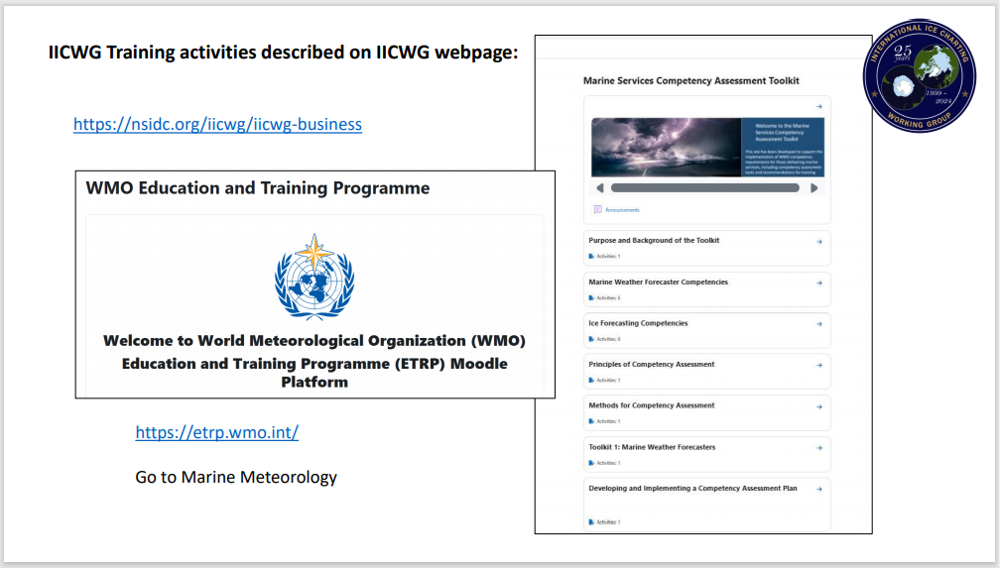 IICWG Training activities described on IICWG webpage:
https://nsidc.org/iicwg/iicwg-business
WMO Education and Training Programme
Welcome to World Meteorological Organization (WMO)
Education and Training Programme (ETRP) Moodle
Platform
https://etrp.wmo.int/
Go to Marine Meteorology
Marine Services Competency Assessment Toolkit
Welcome to the Marine
Services Competency
Assessment Toolkit
This site has been developed to support the
implementation of WMO competency
requirements for those delivering marine
services, including competency assessment
tools and recommendations for training
Announcements
Purpose and Background of the Toolkit
Activities: 1
Marine Weather Forecaster Competencies
Activities: 6
Ice Forecasting Competencies
Activities: 6
Principles of Competency Assessment
Activities: 1
Methods for Competency Assessment
Activities: 1
Toolkit 1: Marine Weather Forecasters
Activities: 1
Developing and Implementing a Competency Assessment Plan
Activities: 1
INTERNATIONAL ICE CHARTING
25
years
1999 -
2024
WORKING GROUP